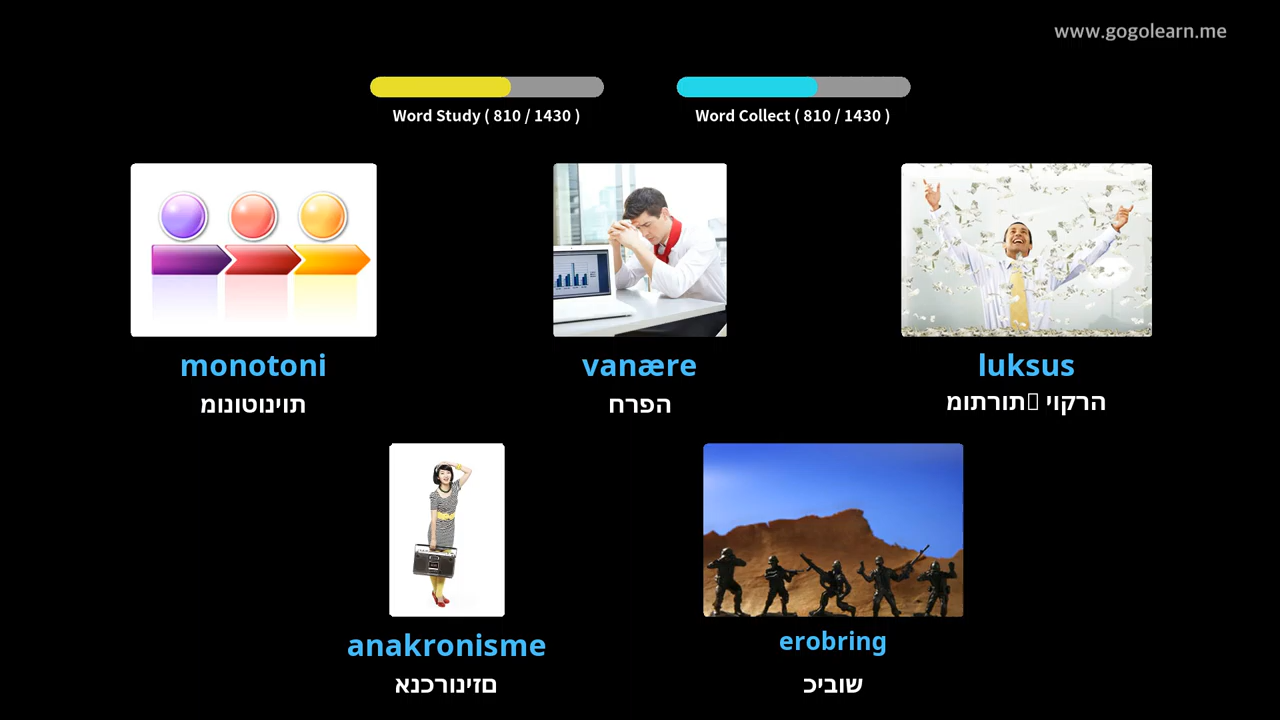 www.gogolearn.me
Word Study ( 810 / 1430 )
Word Collect ( 810 / 1430 )
monotoni
תוינוטונומ
vanære
הפרח
luksus
הרקוי תורתומ
anakronisme
םזינורכנא
erobring
שוביכ